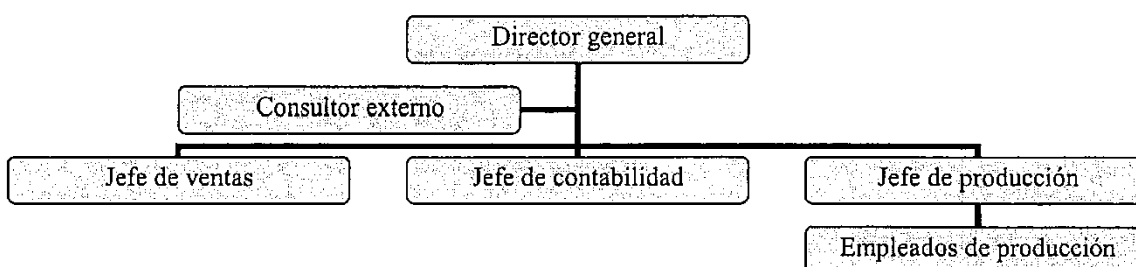 Director general
Consultor externo
Jefe de ventas
Jefe de contabilidad
Jefe de producción
Empleados de producción